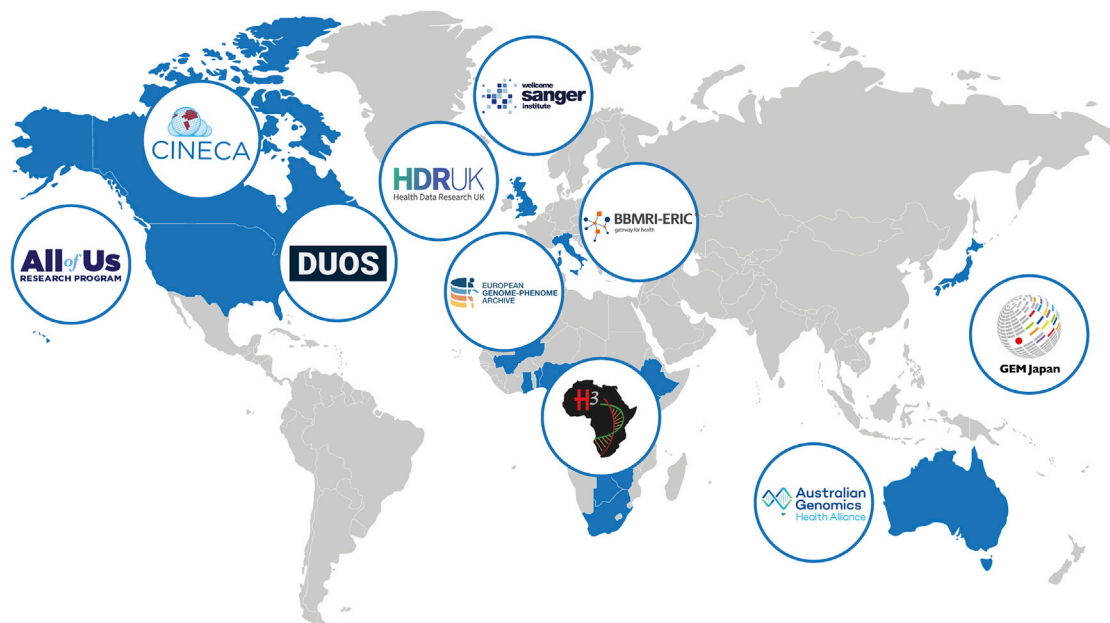 wellcome
sanger
institute
CINECA
HDRUK
Health Data Research UK
BBMRI-ERIC
gateway for health
All of Us
RESEARCH PROGRAM
DUOS
EUROPEAN
GENOME-PHENOME
ARCHIVE
GEM Japan
H3
Australian
Genomics
Health Alliance